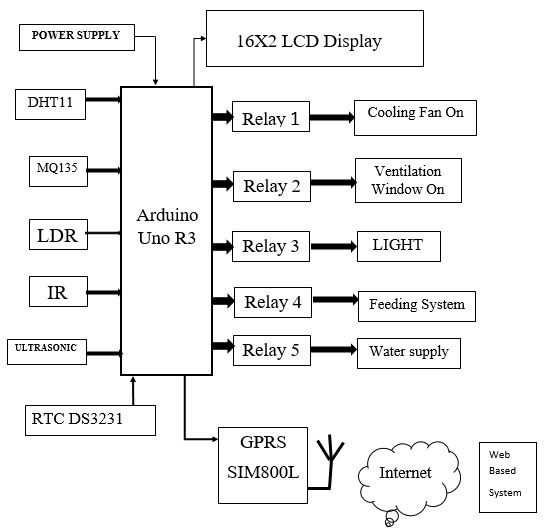 POWER SUPPLY
16X2 LCD Display
DHT11
MQ135
LDR
IR
ULTRASONIC
RTC DS3231
Arduino
Uno R3
Relay 1
Cooling Fan On
Relay 2
Ventilation
Window On
Relay 3
LIGHT
Relay 4
Feeding System
Relay 5
Water supply
GPRS
SIM800L
Internet
Web
Based
System